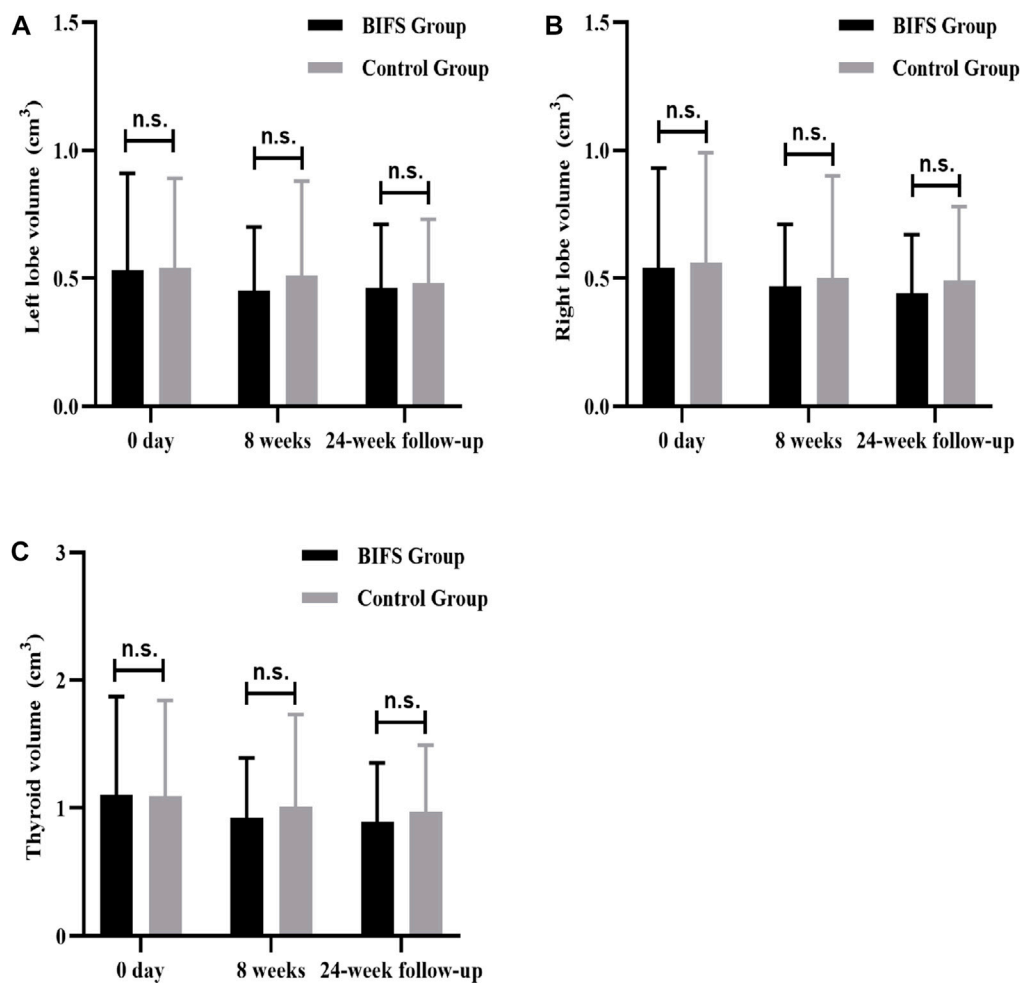 A
BIFS Group
Control Group
Left lobe volume (cm³)
1.5
1.0
0.5
0.0
n.s.
n.s.
n.s.
0 day
8 weeks
24-week follow-up
B
BIFS Group
Control Group
Right lobe volume (cm³)
1.5
1.0
0.5
0.0
n.s.
n.s.
n.s.
0 day
8 weeks
24-week follow-up
C
BIFS Group
Control Group
Thyroid volume (cm³)
3
2
1
0
n.s.
n.s.
n.s.
0 day
8 weeks
24-week follow-up